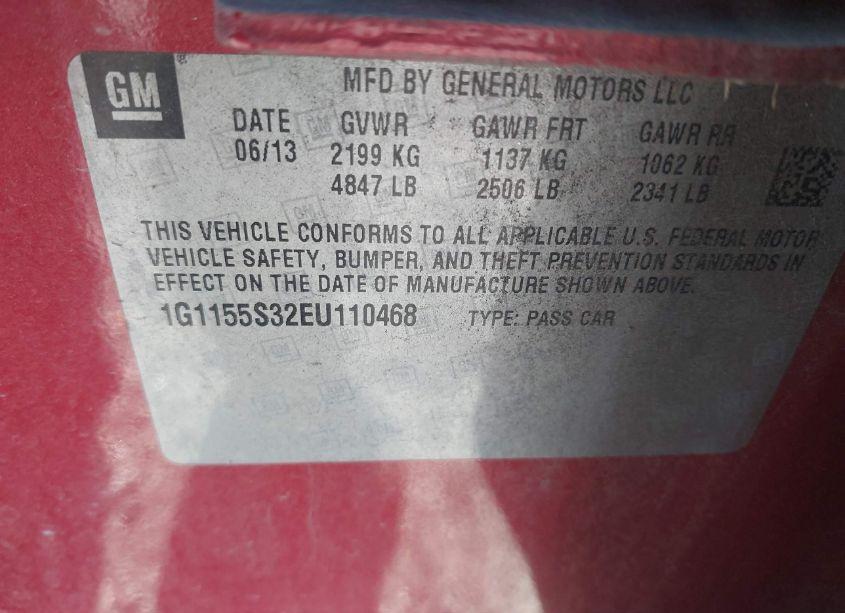 GM
MFD BY GENERAL MOTORS LLC
DATE GVWR GAWR FRT GAWR RR
06/13 2199 KG 1137 KG 1062 KG
4847 LB 2506 LB 2341 LB
THIS VEHICLE CONFORMS TO ALL APPLICABLE U.S. FEDERAL MOTOR
VEHICLE SAFETY, BUMPER, AND THEFT PREVENTION STANDARDS IN
EFFECT ON THE DATE OF MANUFACTURE SHOWN ABOVE.
1G1155S32EU110468 TYPE: PASS CAR